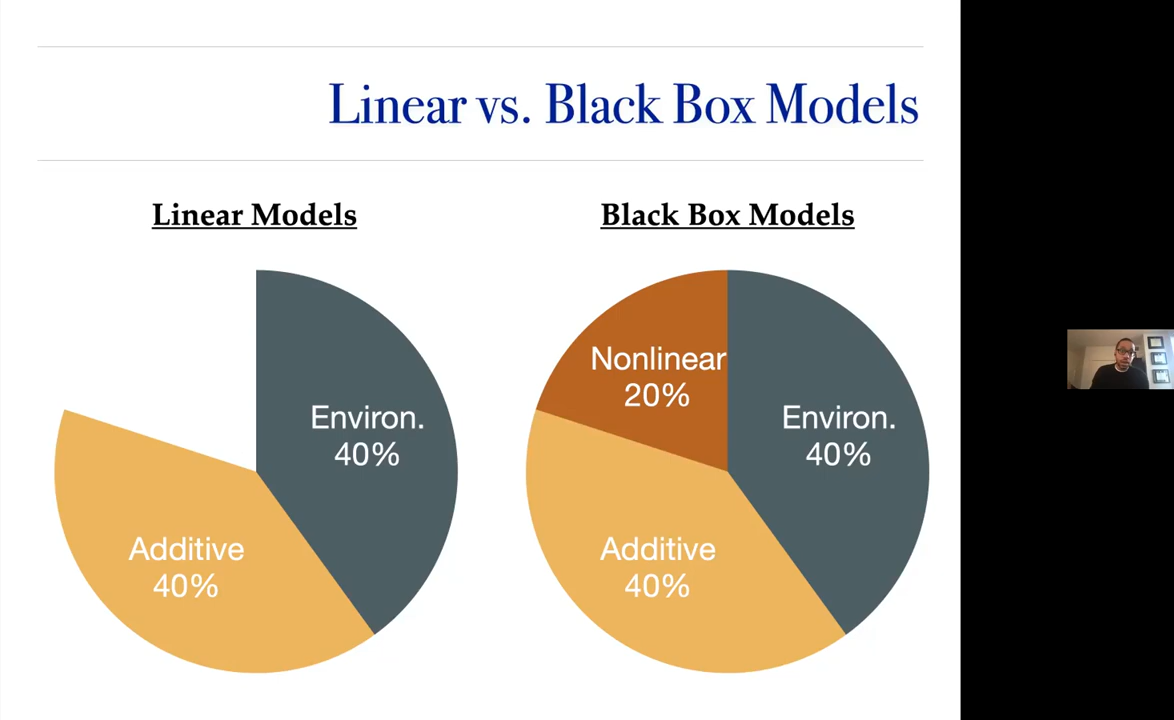 Linear vs. Black Box Models
Linear Models
Environ.
40%
Additive
40%
Black Box Models
Nonlinear
20%
Environ.
40%
Additive
40%